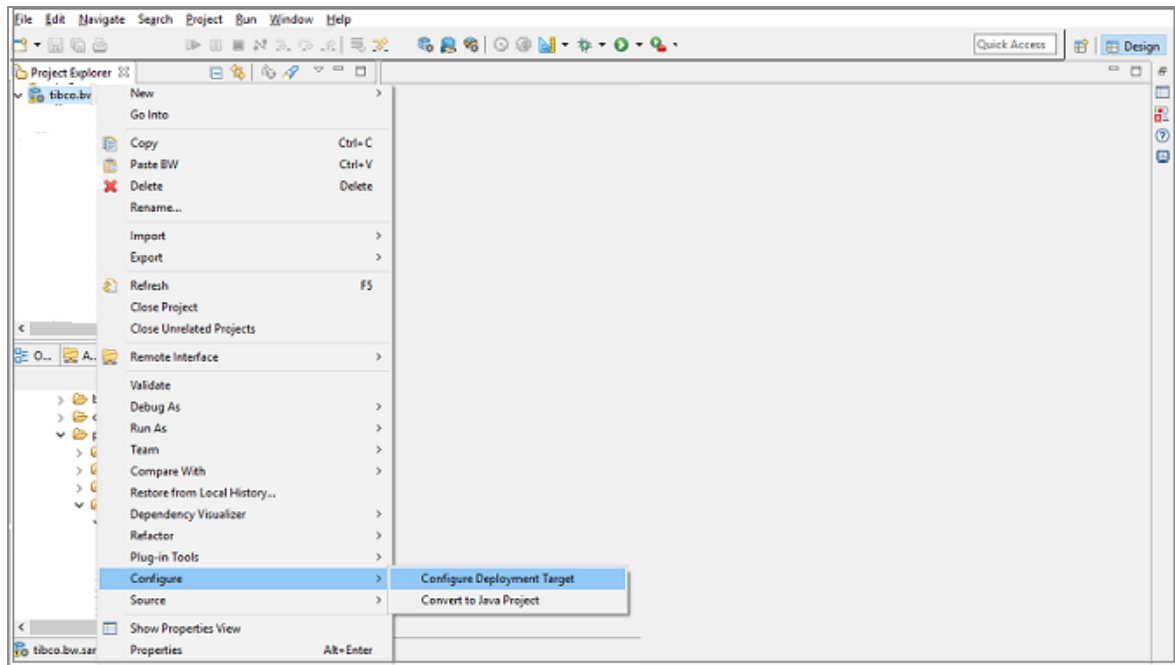 File Edit Navigate Search Project Run Window Help
Quick Access
Design
Project Explorer
tibco.bw
New
Go Into
Copy Ctrl+C
Paste BW Ctrl+V
Delete Delete
Rename...
Import
Export
Refresh F5
Close Project
Close Unrelated Projects
O... A..
Remote Interface
Validate
Debug As
Run As
Team
Compare With
Restore from Local History...
Dependency Visualizer
Refactor
Plug-in Tools
Configure Configure Deployment Target
Source Convert to Java Project
Show Properties View
tibco.bw.sar
Properties Alt+Enter